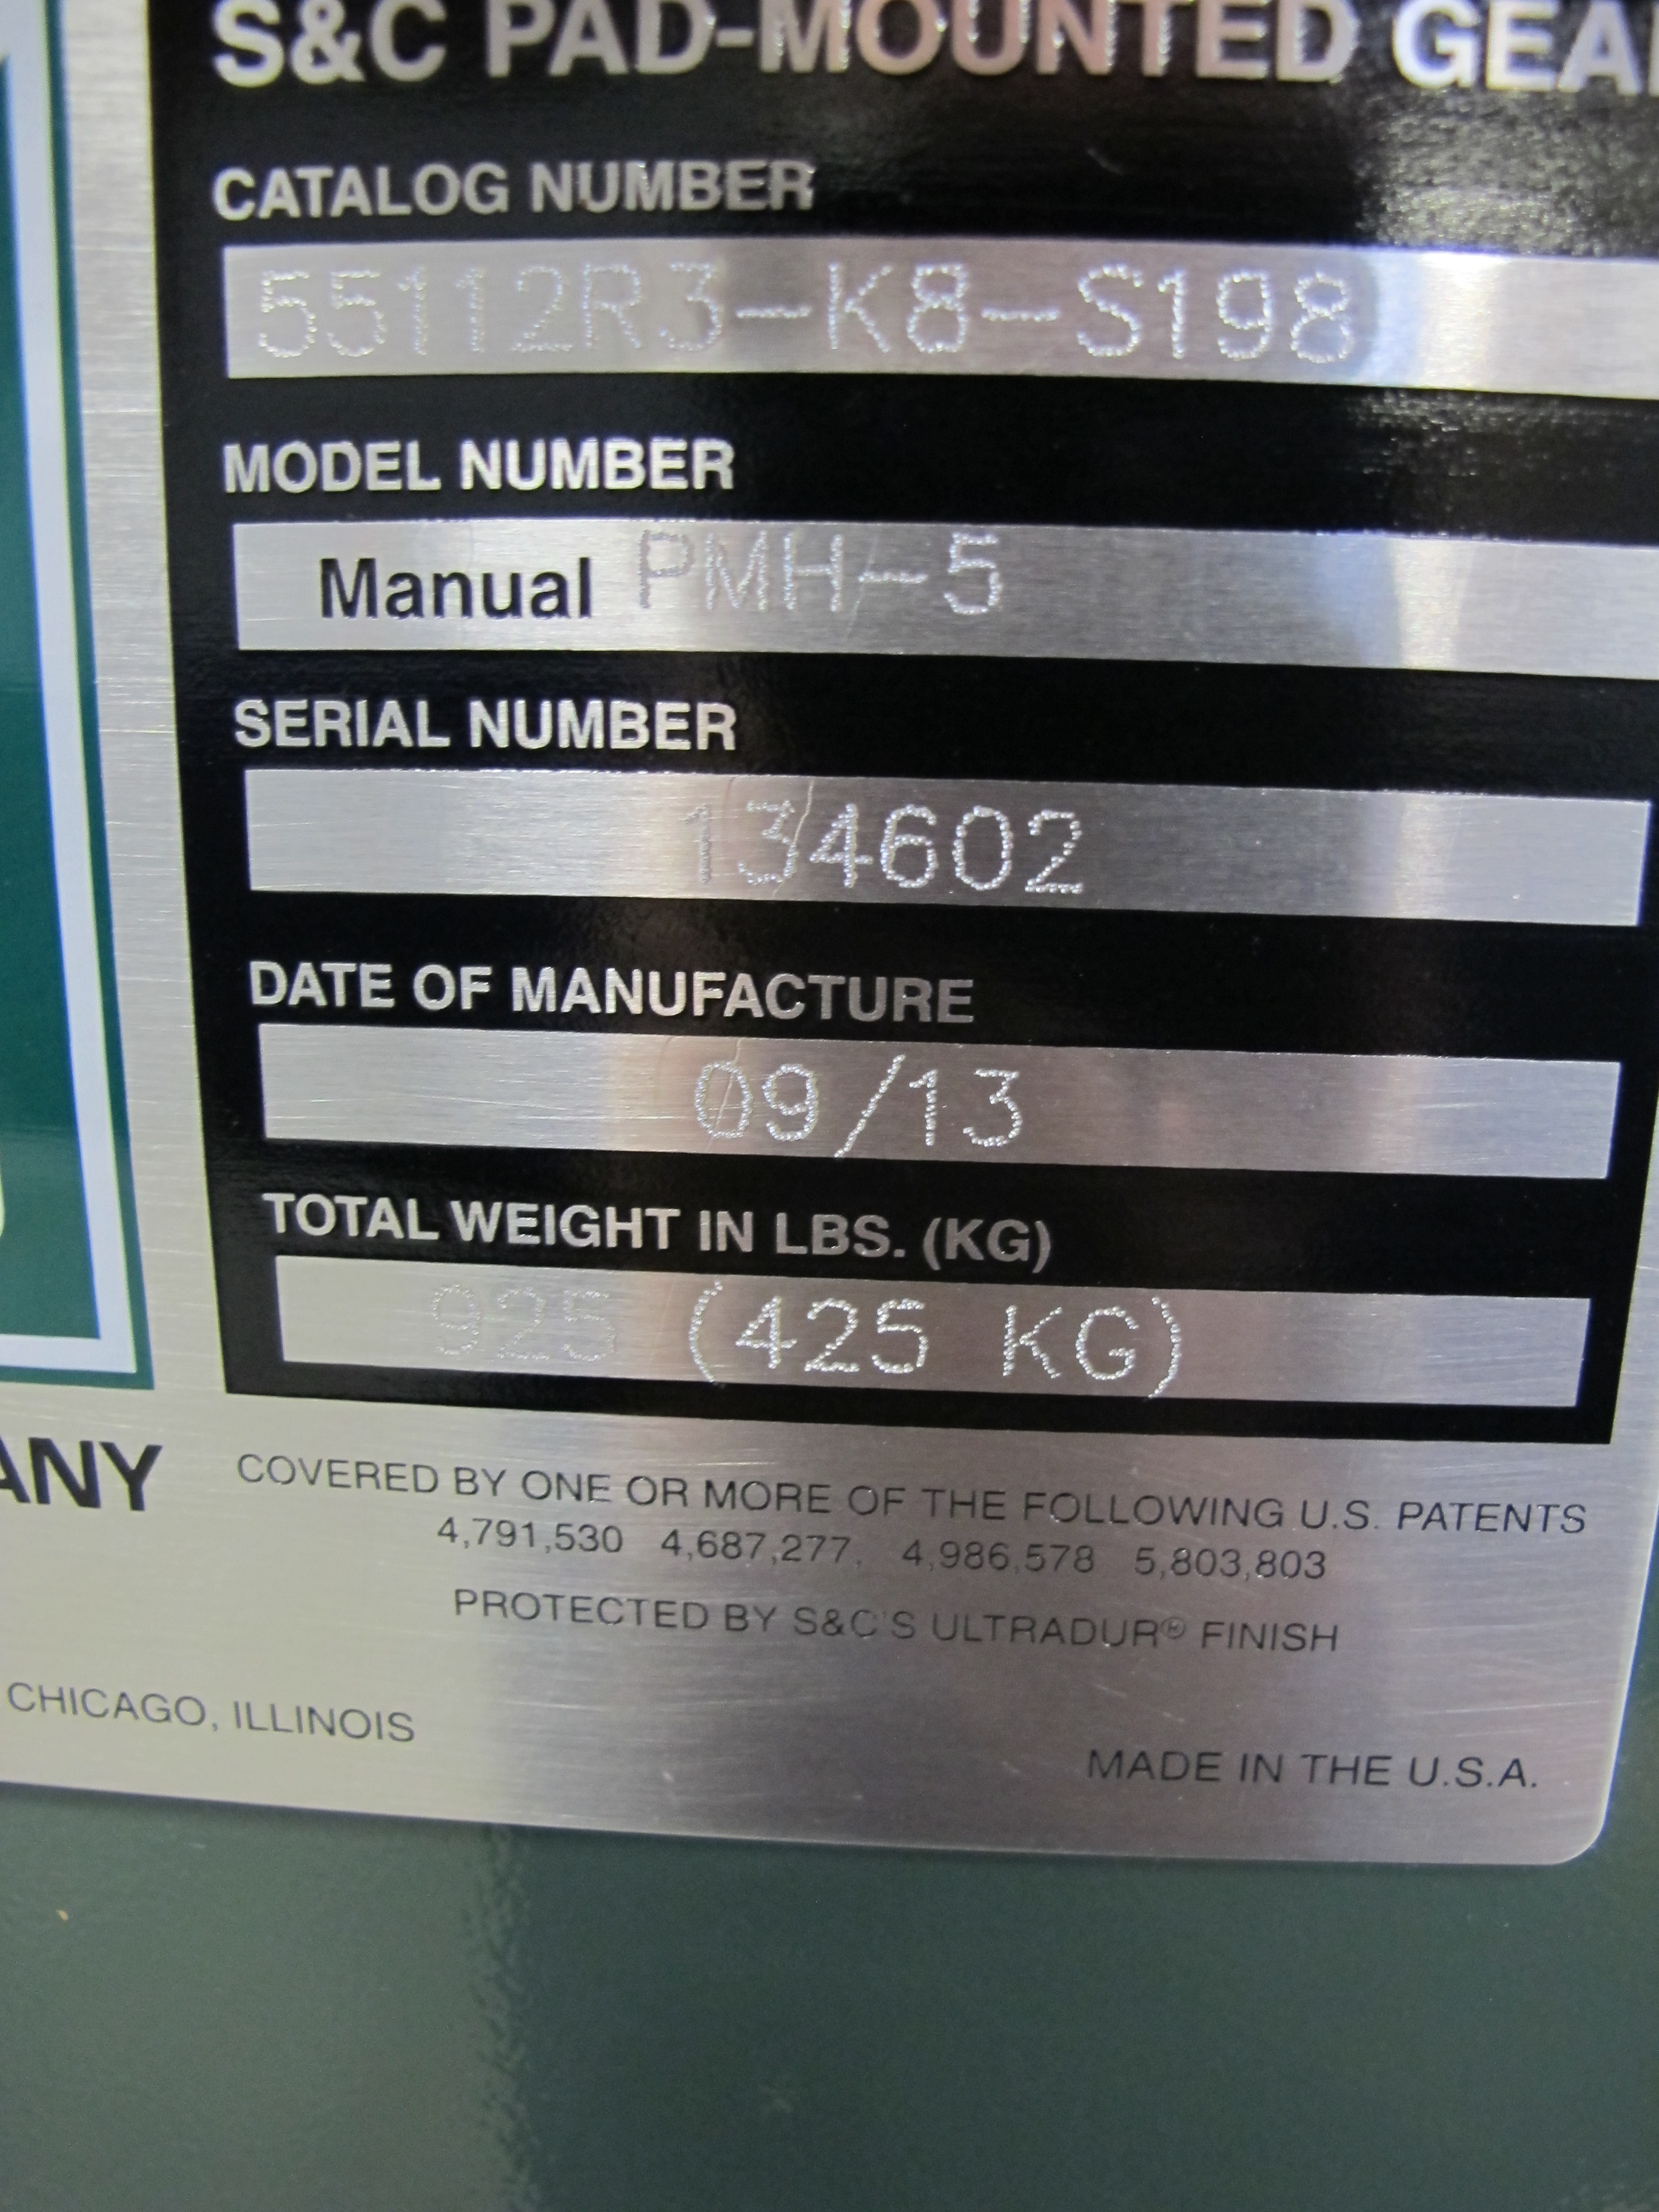 S&C PAD-MOUNTED GEA
CATALOG NUMBER
55112R3-K8-S198
MODEL NUMBER
Manual PMH-5
SERIAL NUMBER
134602
DATE OF MANUFACTURE
09/13
TOTAL WEIGHT IN LBS. (KG)
925 (425 KG)
ANY
COVERED BY ONE OR MORE OF THE FOLLOWING U.S. PATENTS
4,791,530 4,687,277, 4,986,578 5,803,803
PROTECTED BY S&C'S ULTRADUR® FINISH
CHICAGO, ILLINOIS
MADE IN THE U.S.A.